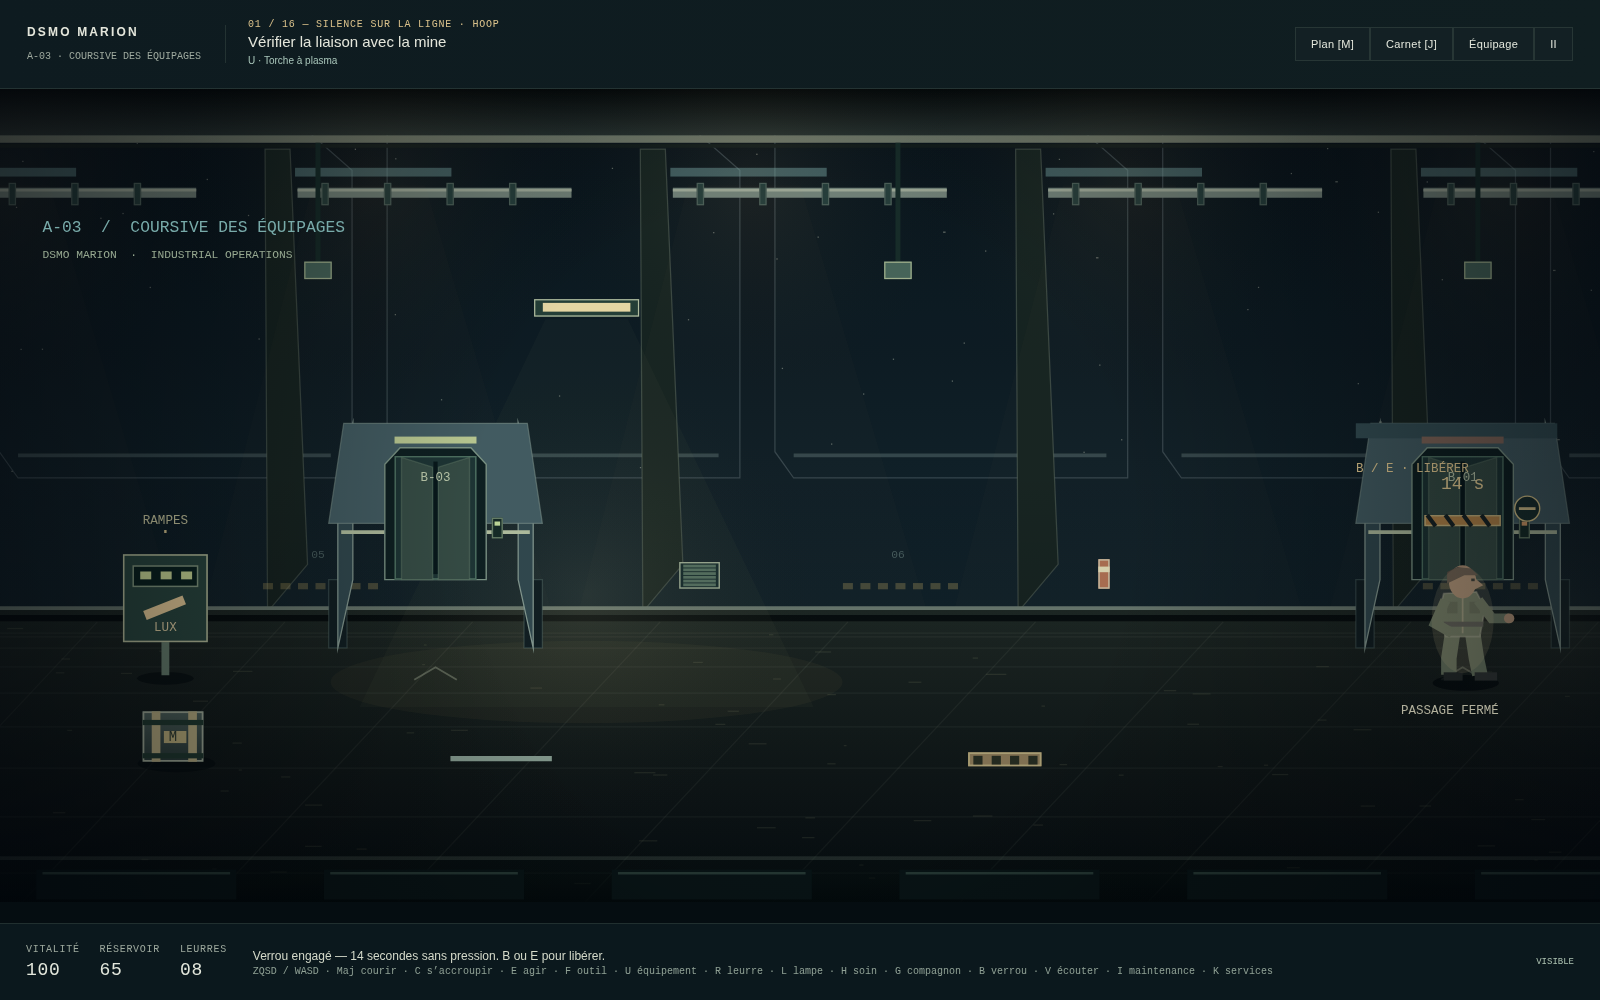 DSMO MARION
A-03 · COURSIVE DES ÉQUIPAGES
01 / 16 — SILENCE SUR LA LIGNE · HOOP
Vérifier la liaison avec la mine
U · Torche à plasma
Plan [M]
Carnet [J]
Équipage
II
A-03 / COURSIVE DES ÉQUIPAGES
DSMO MARION · INDUSTRIAL OPERATIONS
B-03
B / E · LIBÉRER
B-01
14 s
RAMPES
05
06
LUX
M
PASSAGE FERMÉ
VITALITÉ
100
RÉSERVOIR
65
LEURRES
08
Verrou engagé — 14 secondes sans pression. B ou E pour libérer.
ZQSD / WASD · Maj courir · C s’accroupir · E agir · F outil · U équipement · R leurre · L lampe · H soin · G compagnon · B verrou · V écouter · I maintenance · K services
VISIBLE